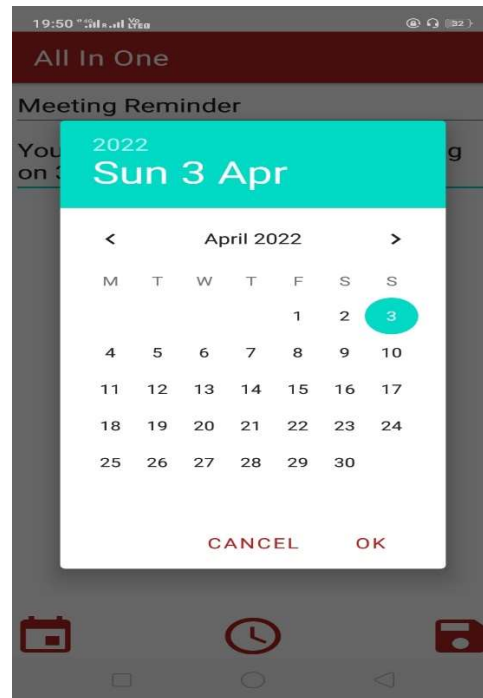 19:50
32
All In One
Meeting Reminder
You g
on 3
2022
Sun 3 Apr
< April 2022 >
M T W T F S S
1 2 3
4 5 6 7 8 9 10
11 12 13 14 15 16 17
18 19 20 21 22 23 24
25 26 27 28 29 30
CANCEL OK